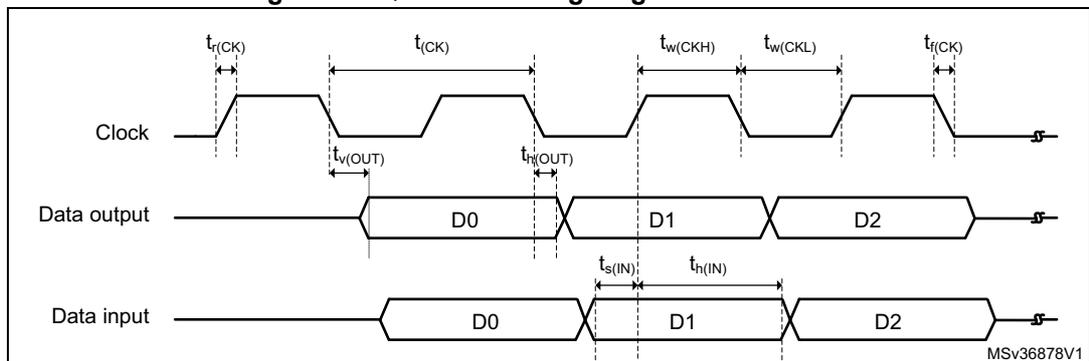 tr(CK) t(CK) tw(CKH) tw(CKL) tf(CK)
Clock
tv(OUT) th(OUT)
Data output D0 D1 D2
ts(IN) th(IN)
Data input D0 D1 D2
MSv36878V1